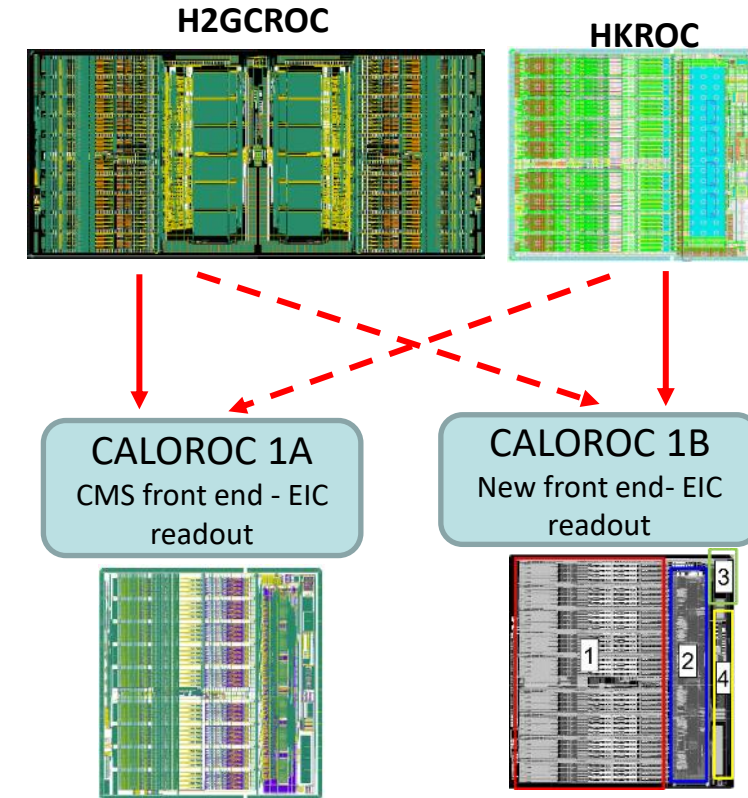 H2GCROC
HKROC
CALOROC 1A
CMS front end - EIC
readout
CALOROC 1B
New front end- EIC
readout
1
2
3
4